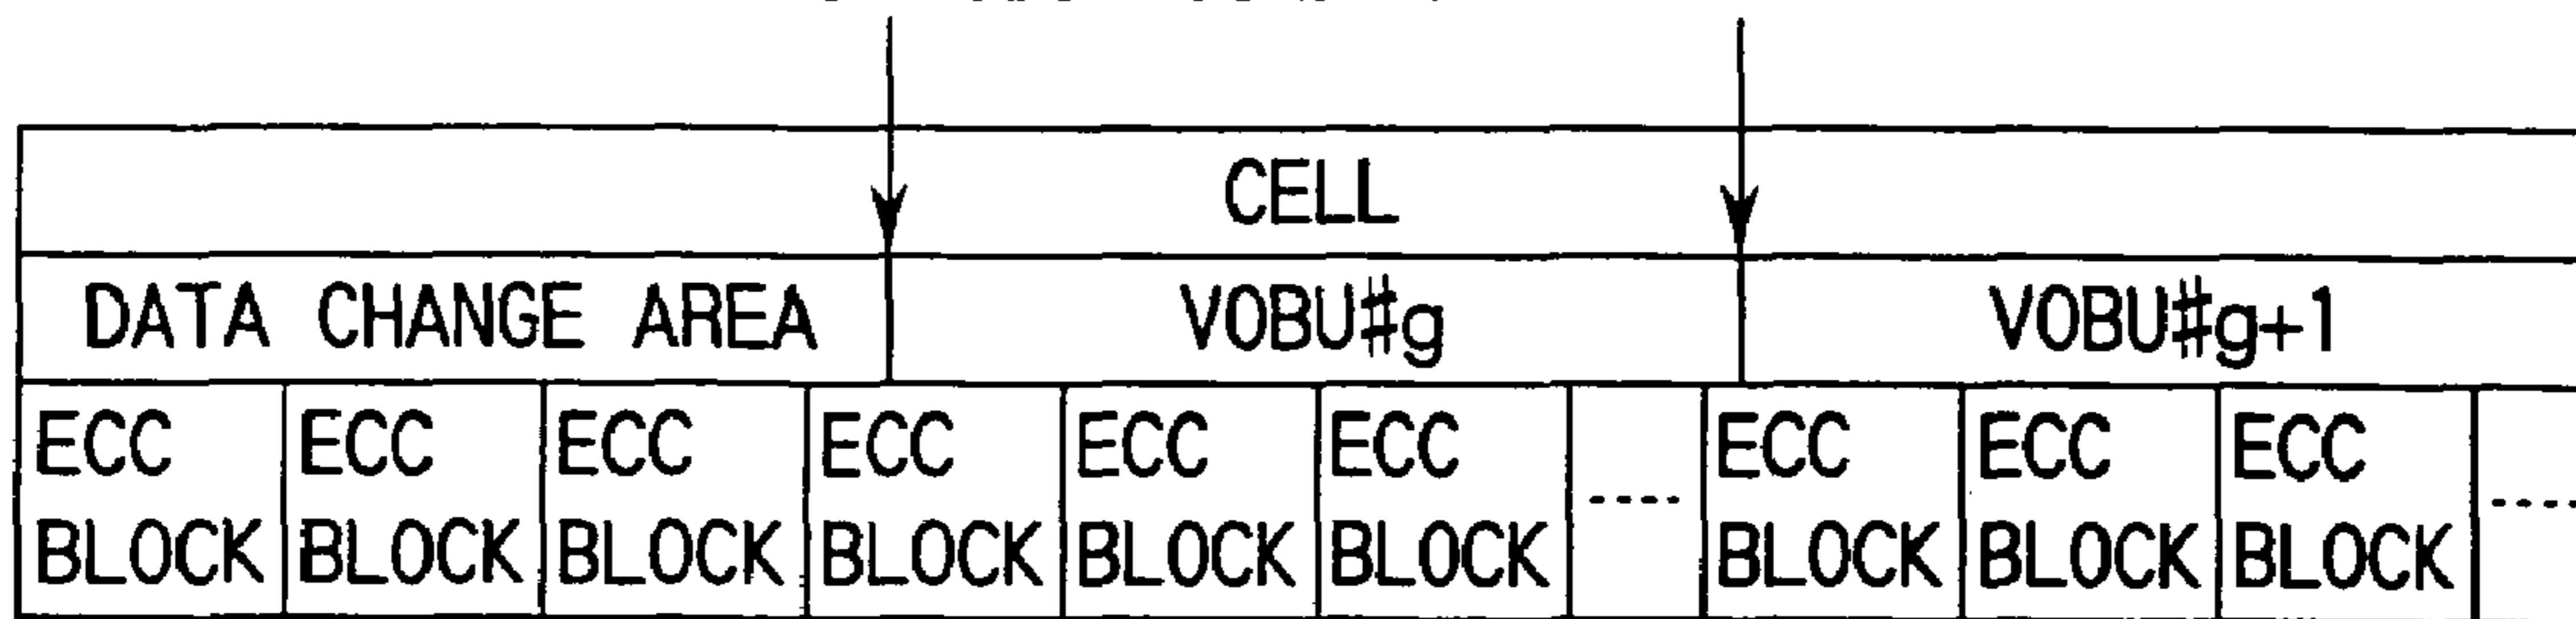 CELL
DATA CHANGE AREA VOBU#g VOBU#g+1
ECC ECC ECC ECC ECC ECC ECC ECC ECC
BLOCK BLOCK BLOCK BLOCK BLOCK BLOCK ---- BLOCK BLOCK BLOCK ----